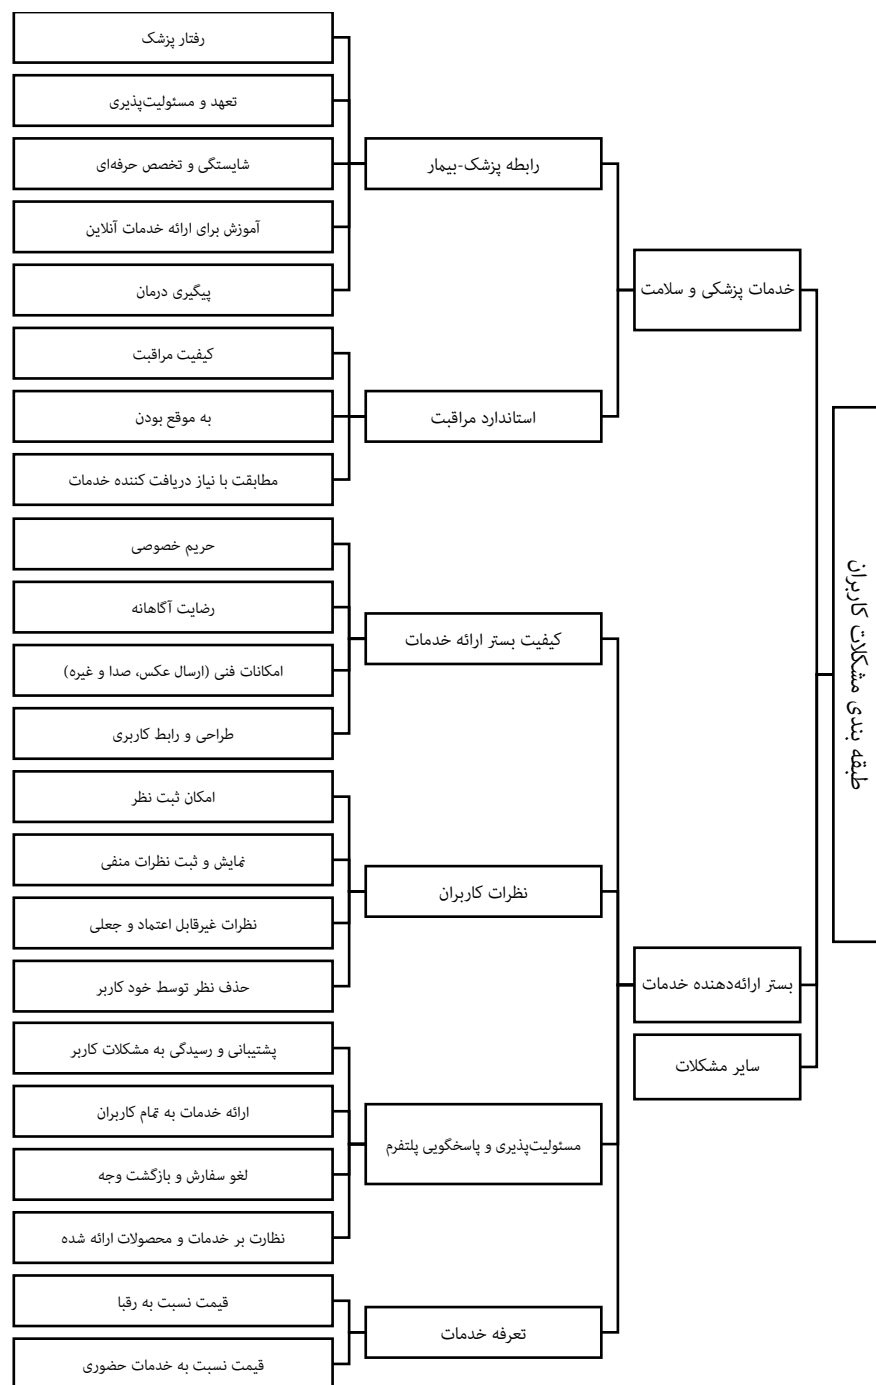 طبقه بندی مشکلات کاربران
خدمات پزشکی و سلامت
رابطه پزشک-بیمار
رفتار پزشک
تعهد و مسئولیت‌پذیری
شایستگی و تخصص حرفه‌ای
آموزش برای ارائه خدمات آنلاین
پیگیری درمان
استاندارد مراقبت
کیفیت مراقبت
به موقع بودن
مطابقت با نیاز دریافت کننده خدمات
بستر ارائه‌دهنده خدمات
کیفیت بستر ارائه خدمات
حریم خصوصی
رضایت آگاهانه
امکانات فنی (ارسال عکس، صدا و غیره)
طراحی و رابط کاربری
نظرات کاربران
امکان ثبت نظر
نمایش و ثبت نظرات منفی
نظرات غیرقابل اعتماد و جعلی
حذف نظر توسط خود کاربر
مسئولیت‌پذیری و پاسخگویی پلتفرم
پشتیبانی و رسیدگی به مشکلات کاربر
ارائه خدمات به تمام کاربران
لغو سفارش و بازگشت وجه
نظارت بر خدمات و محصولات ارائه شده
تعرفه خدمات
قیمت نسبت به رقبا
قیمت نسبت به خدمات حضوری
سایر مشکلات